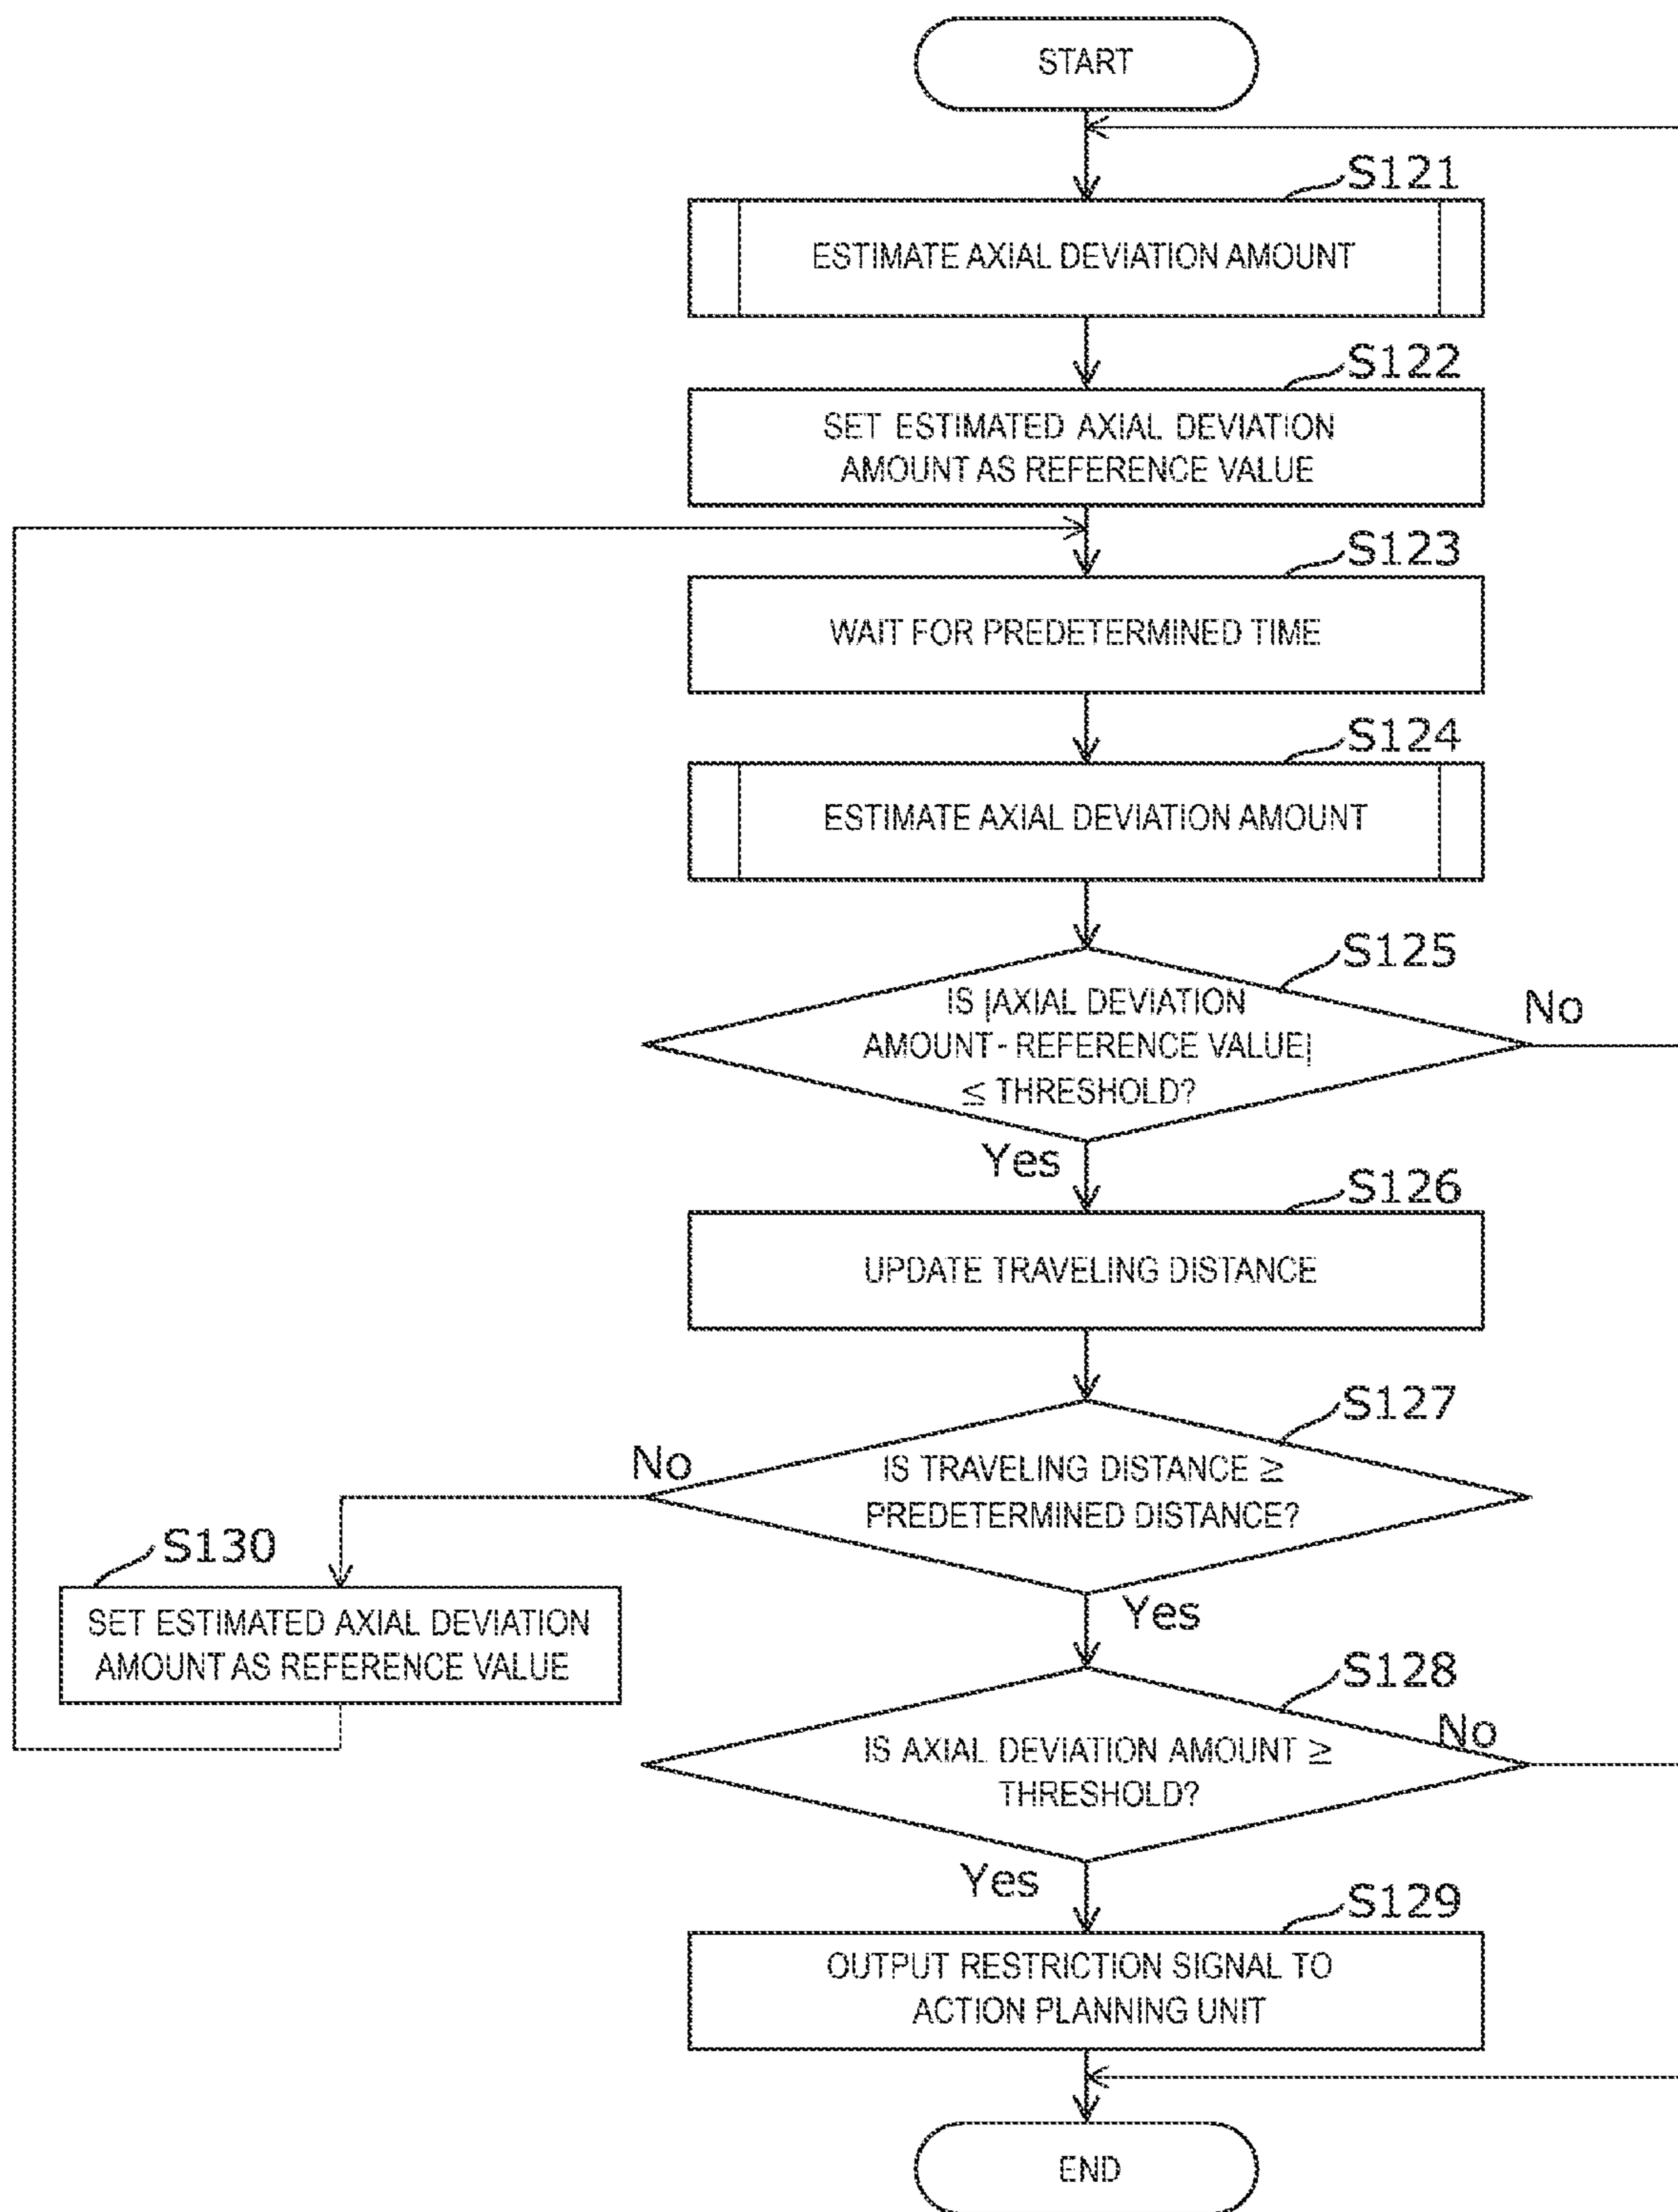 START
S121
ESTIMATE AXIAL DEVIATION AMOUNT
S122
SET ESTIMATED AXIAL DEVIATION
AMOUNT AS REFERENCE VALUE
S123
WAIT FOR PREDETERMINED TIME
S124
ESTIMATE AXIAL DEVIATION AMOUNT
S125
IS |AXIAL DEVIATION
AMOUNT - REFERENCE VALUE|
≤ THRESHOLD?
No
Yes
S126
UPDATE TRAVELING DISTANCE
S127
IS TRAVELING DISTANCE ≥
PREDETERMINED DISTANCE?
No
Yes
S130
SET ESTIMATED AXIAL DEVIATION
AMOUNT AS REFERENCE VALUE
S128
IS AXIAL DEVIATION AMOUNT ≥
THRESHOLD?
No
Yes
S129
OUTPUT RESTRICTION SIGNAL TO
ACTION PLANNING UNIT
END